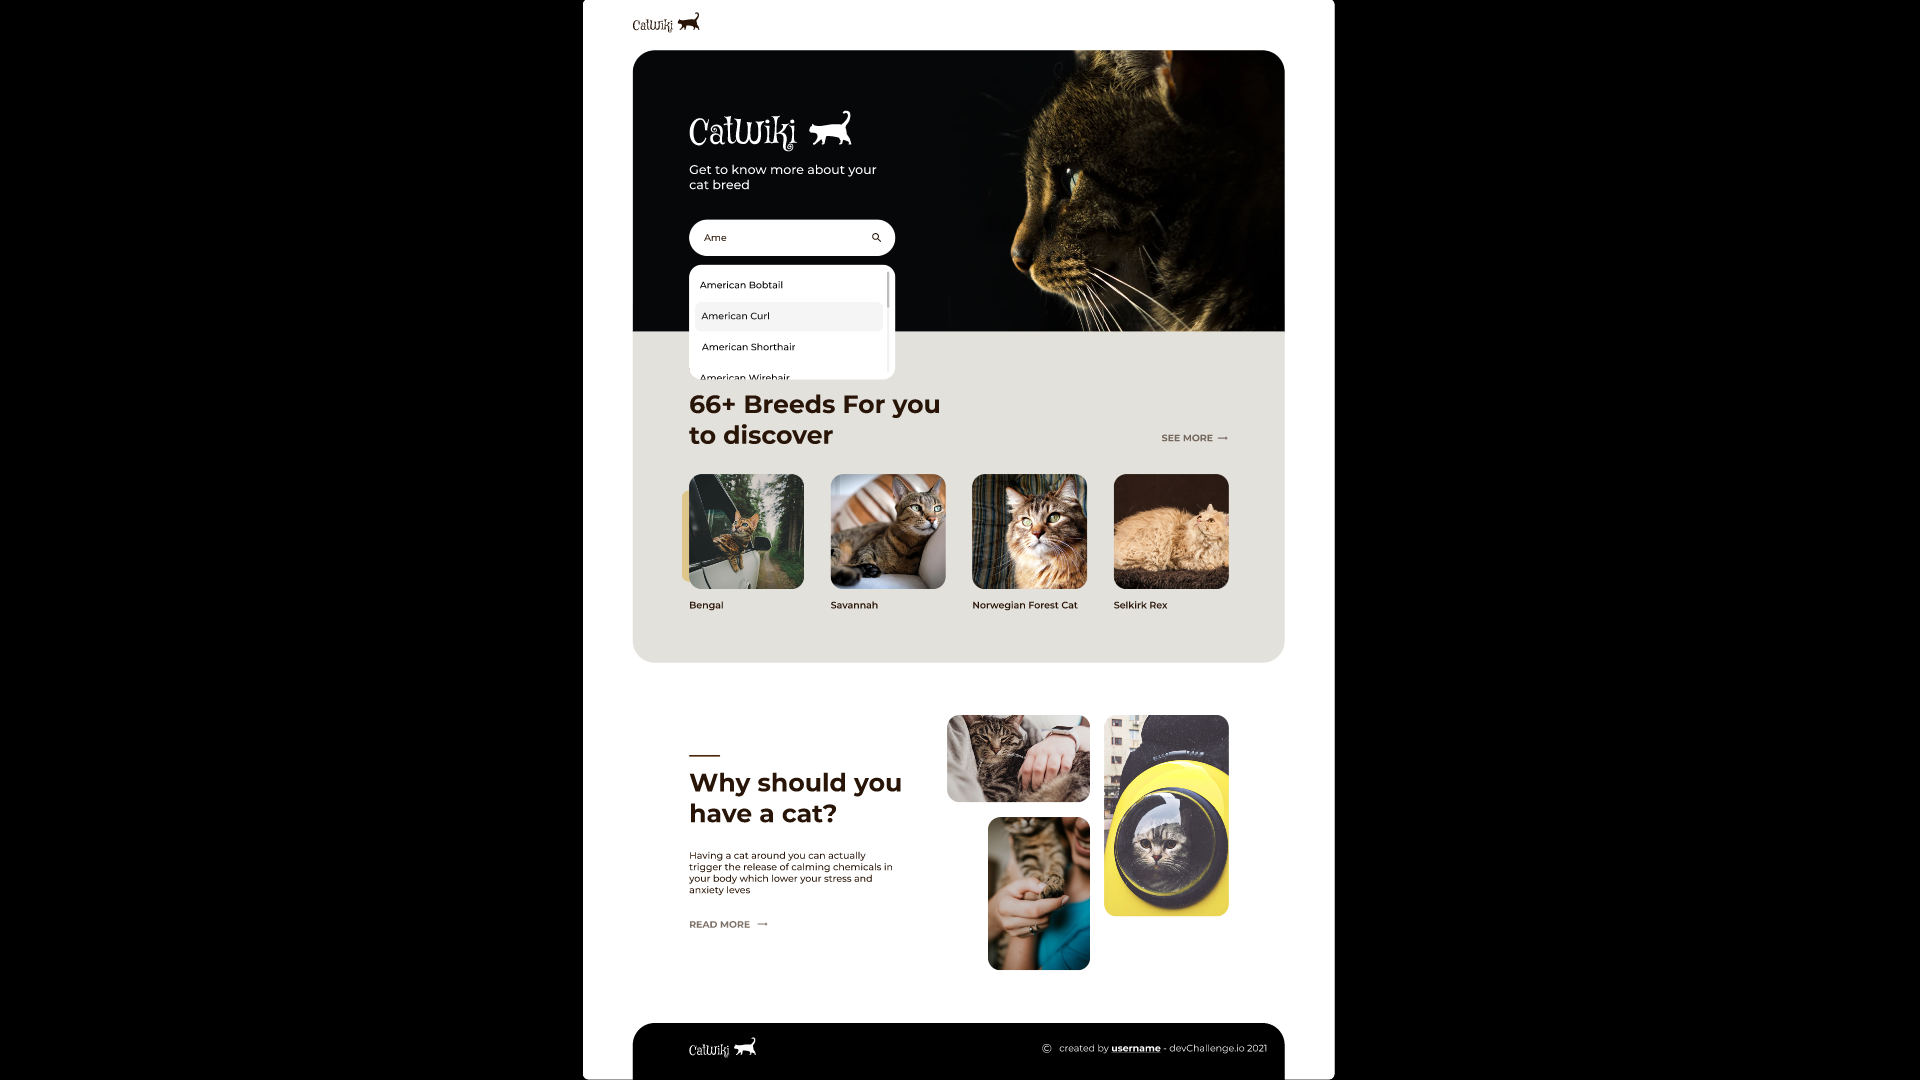 CatWiki
CatWiki
Get to know more about your
cat breed
Ame
American Bobtail
American Curl
American Shorthair
American Wirehair
66+ Breeds For you
to discover
SEE MORE
Bengal
Savannah
Norwegian Forest Cat
Selkirk Rex
Why should you
have a cat?
Having a cat around you can actually
trigger the release of calming chemicals in
your body which lower your stress and
anxiety leves
READ MORE
CatWiki
© created by username - devChallenge.io 2021